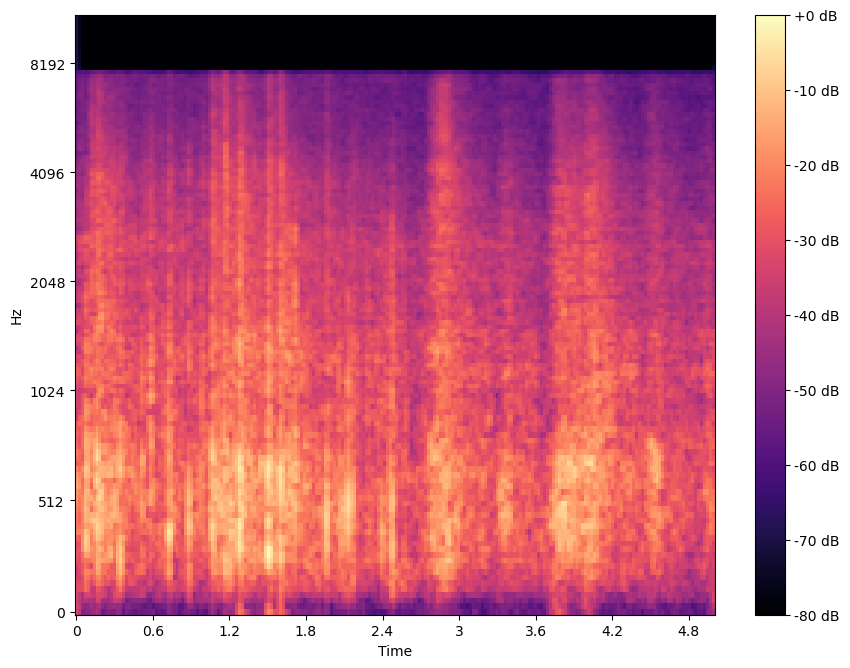 +0 dB
8192
-10 dB
4096
-20 dB
-30 dB
2048
-40 dB
Hz
1024
-50 dB
-60 dB
512
-70 dB
0
-80 dB
0 0.6 1.2 1.8 2.4 3 3.6 4.2 4.8
Time